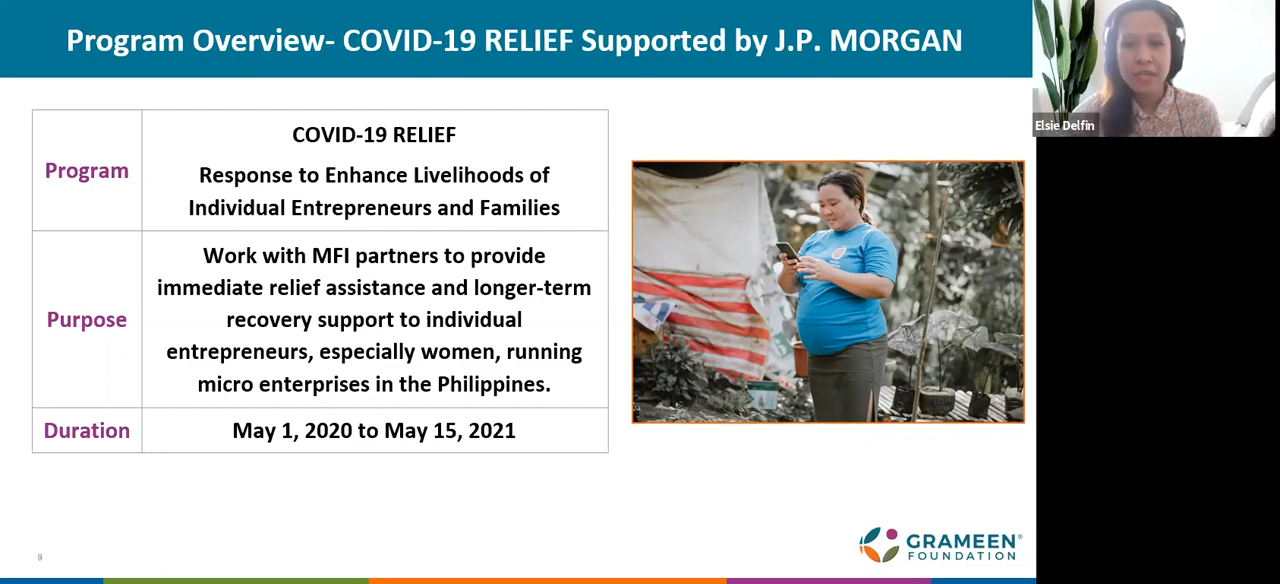 Program Overview- COVID-19 RELIEF Supported by J.P. MORGAN
Elsie Delfin
Program
COVID-19 RELIEF
Response to Enhance Livelihoods of
Individual Entrepreneurs and Families
Purpose
Work with MFI partners to provide
immediate relief assistance and longer-term
recovery support to individual
entrepreneurs, especially women, running
micro enterprises in the Philippines.
Duration
May 1, 2020 to May 15, 2021
9
GRAMEEN®
FOUNDATION